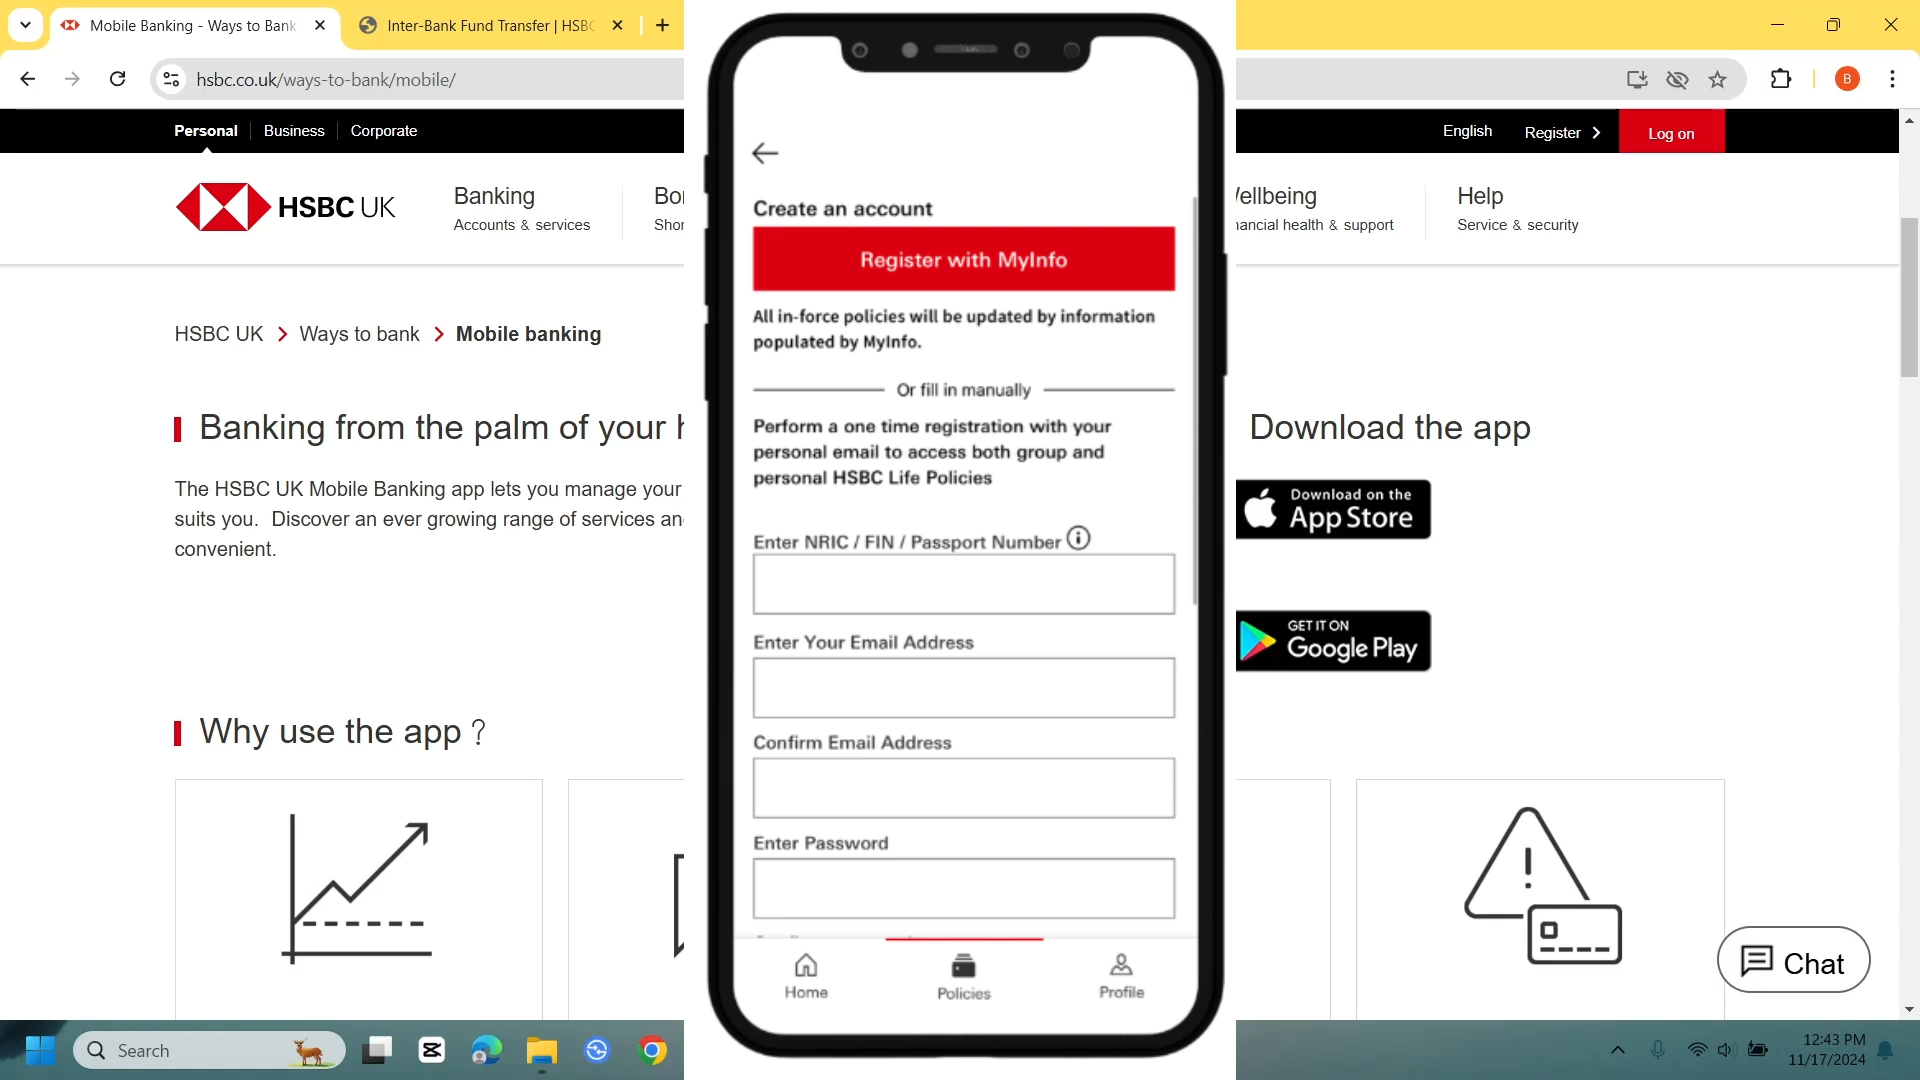 Mobile Banking - Ways to Bank
Inter-Bank Fund Transfer | HSBC
hsbc.co.uk/ways-to-bank/mobile/
B
Personal
Business
Corporate
English
Register
Log on
HSBC UK
Banking
Accounts & services
Help
Service & security
& support
HSBC UK
Ways to bank
Mobile banking
Banking from the palm of your
The HSBC UK Mobile Banking app lets you manage your
suits you. Discover an ever growing range of services
convenient.
Why use the app ?
Create an account
Register with MyInfo
All in-force policies will be updated by information
populated by MyInfo.
Or fill in manually
Perform a one time registration with your
personal email to access both group and
personal HSBC Life Policies
Enter NRIC / FIN / Passport Number
Enter Your Email Address
Confirm Email Address
Enter Password
Home
Policies
Profile
Download the app
Download on the
App Store
GET IT ON
Google Play
Chat
Search
12:43 PM
11/17/2024